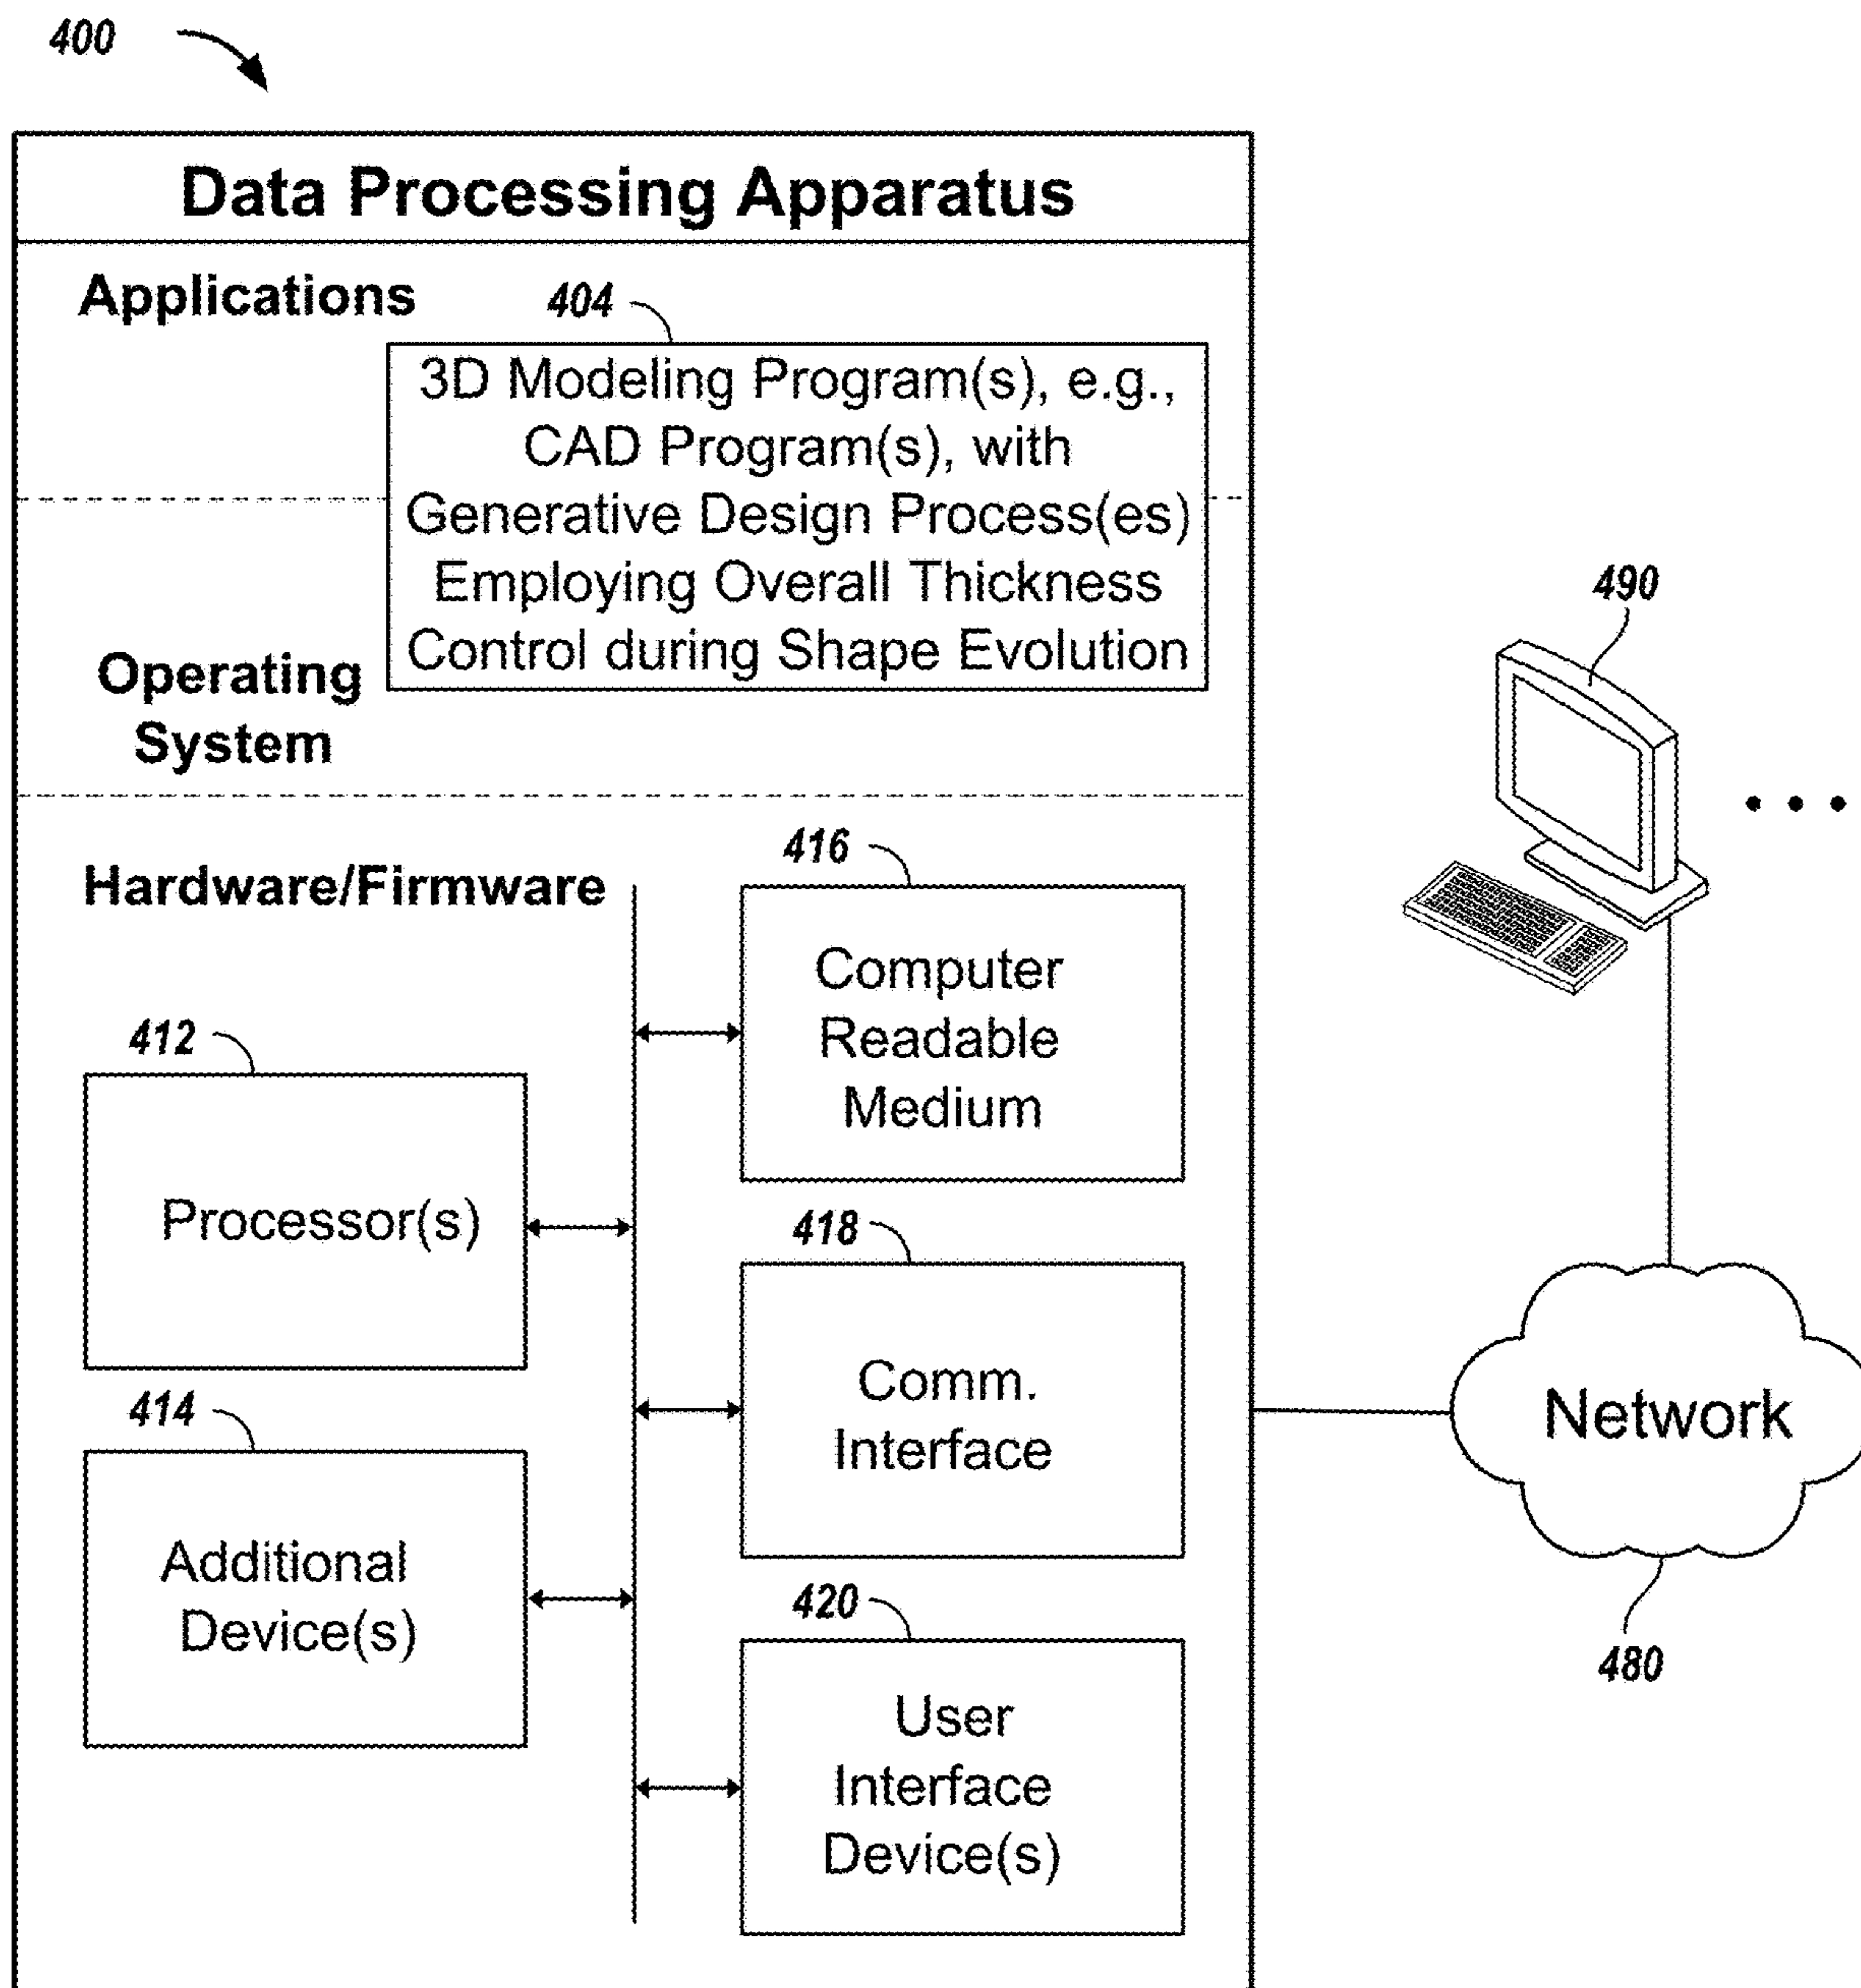 400
Data Processing Apparatus
Applications
404
3D Modeling Program(s), e.g.,
CAD Program(s), with
Generative Design Process(es)
Employing Overall Thickness
Control during Shape Evolution
Operating
System
490
Hardware/Firmware
416
Computer
Readable
Medium
412
Processor(s)
418
Comm.
Interface
Network
480
414
Additional
Device(s)
420
User
Interface
Device(s)